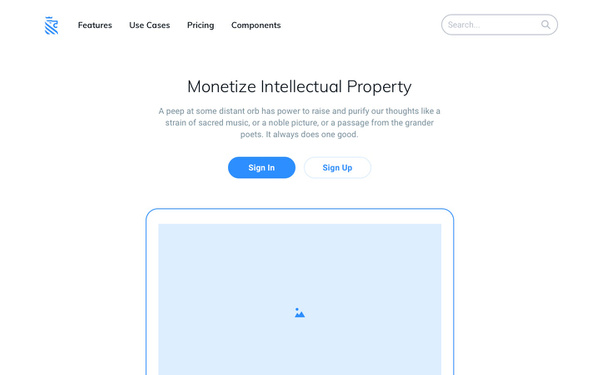 Features Use Cases Pricing Components Search...
Monetize Intellectual Property
A peep at some distant orb has power to raise and purify our thoughts like a
strain of sacred music, or a noble picture, or a passage from the grander
poets. It always does one good.
Sign In Sign Up